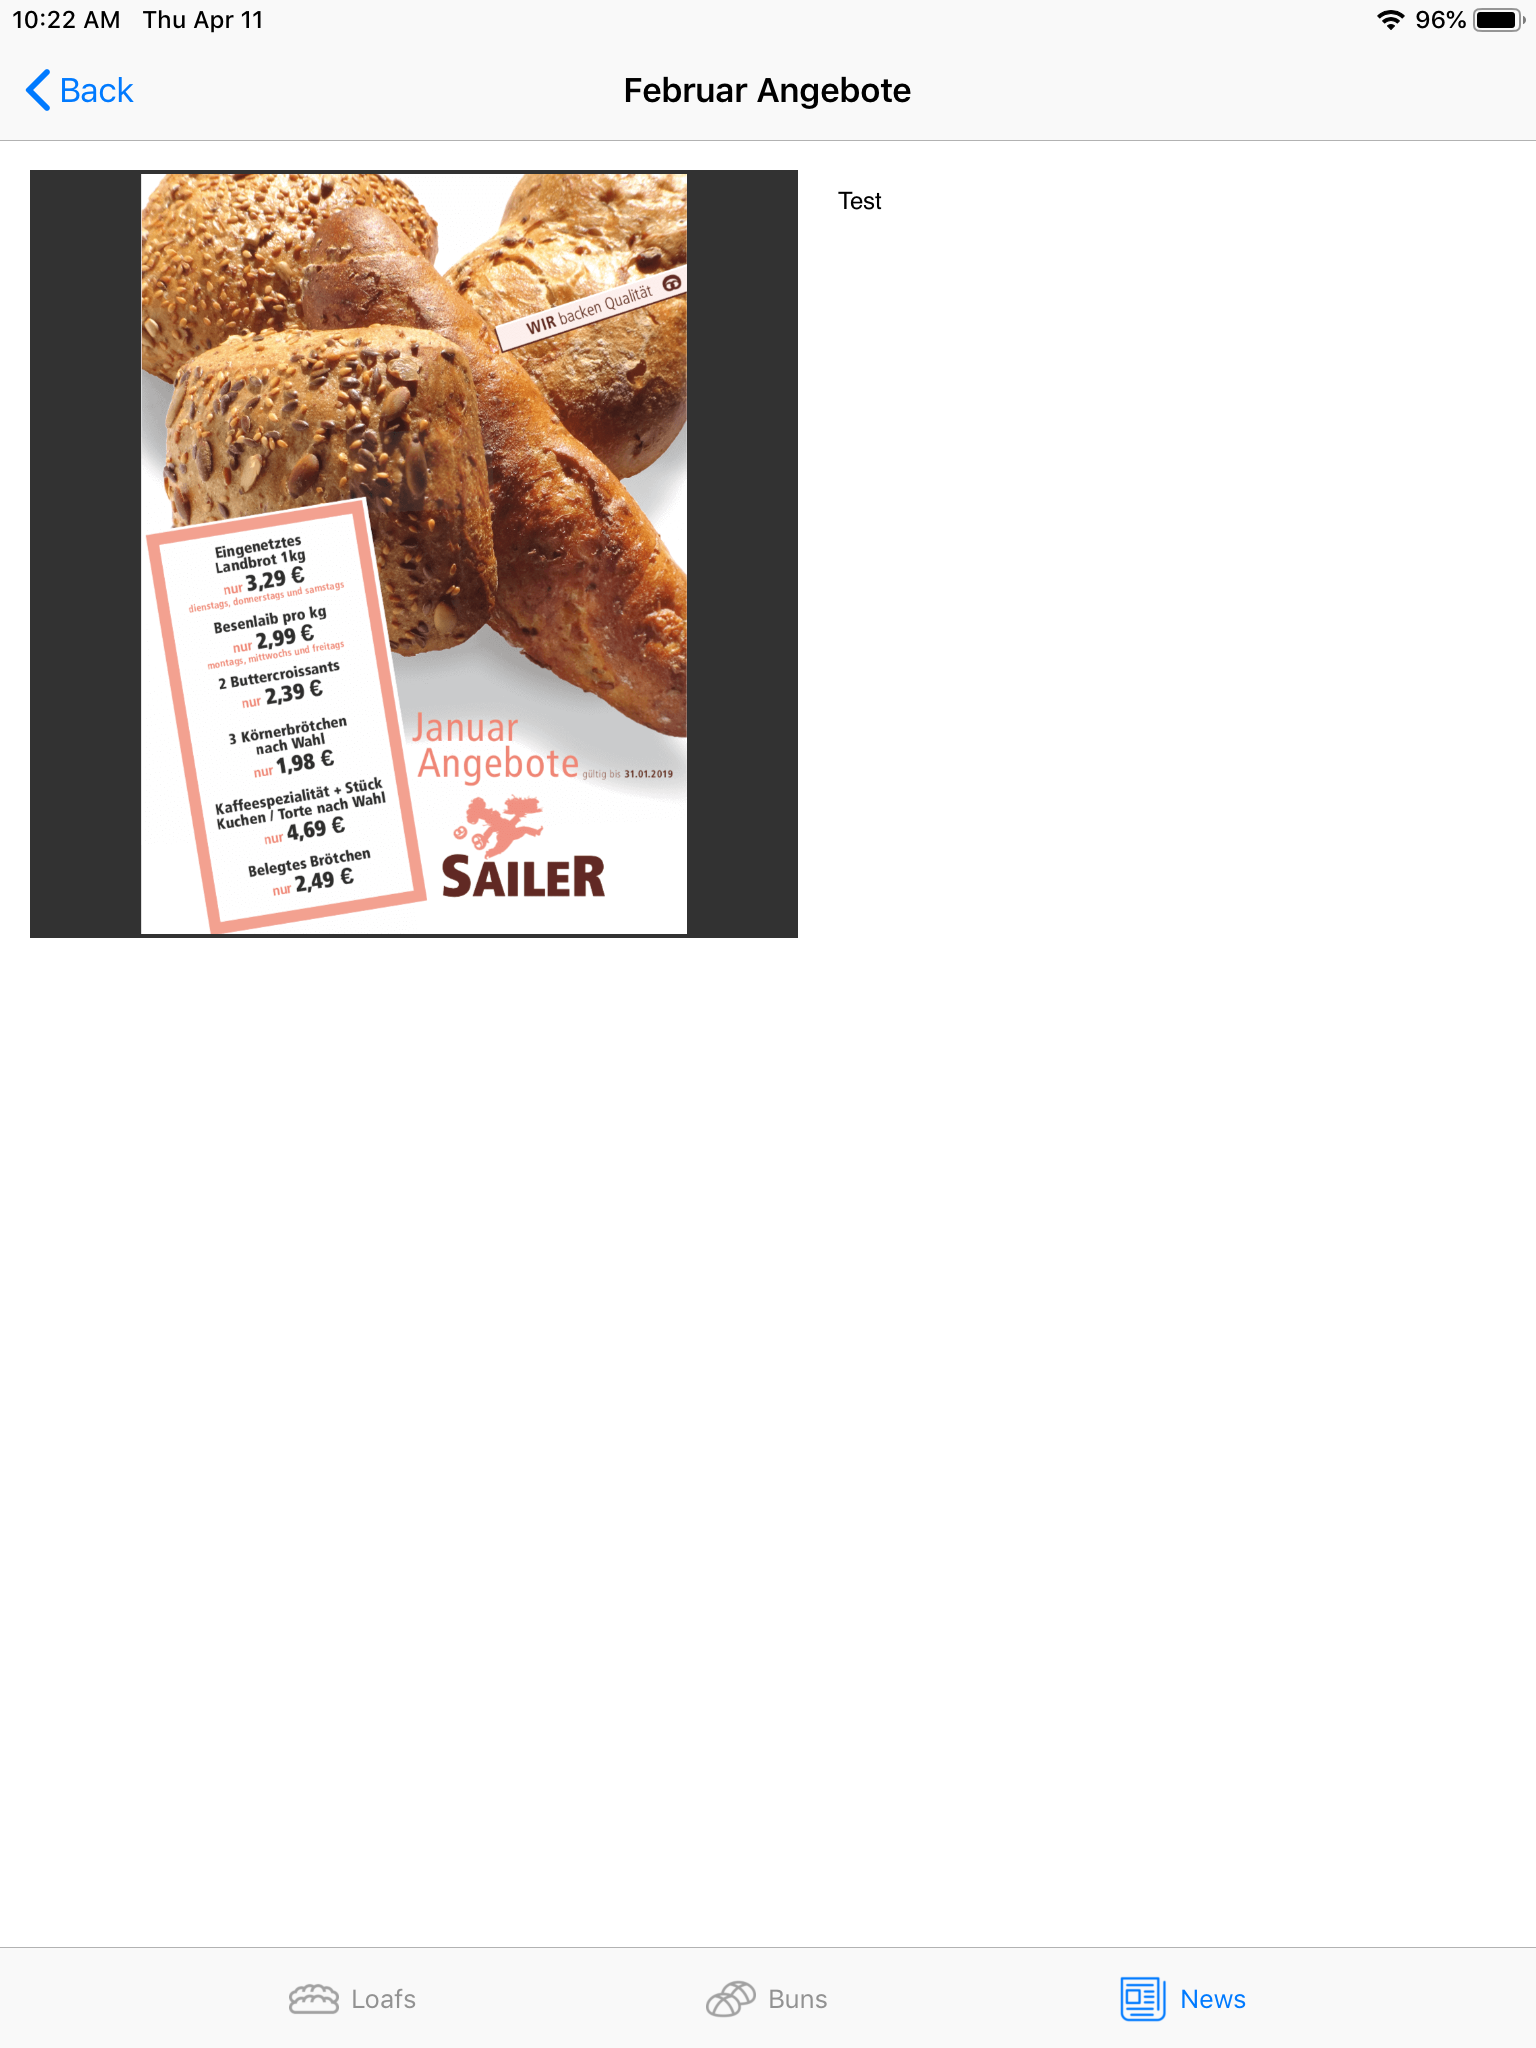 10:22 AM Thu Apr 11
96%
Back
Februar Angebote
Test
WIR backen Qualität
Eingenetztes
Landbrot 1kg
nur 3,29 €
dienstags, donnerstags und samstags
Besenlaib pro kg
nur 2,99 €
montags, mittwochs und freitags
2 Buttercroissants
nur 2,39 €
3 Körnerbrötchen
nach Wahl
nur 1,98 €
Kaffeespezialität + Stück
Kuchen / Torte nach Wahl
nur 4,69 €
Belegtes Brötchen
nur 2,49 €
Januar
Angebote gültig bis 31.01.2019
SAILER
Loafs
Buns
News